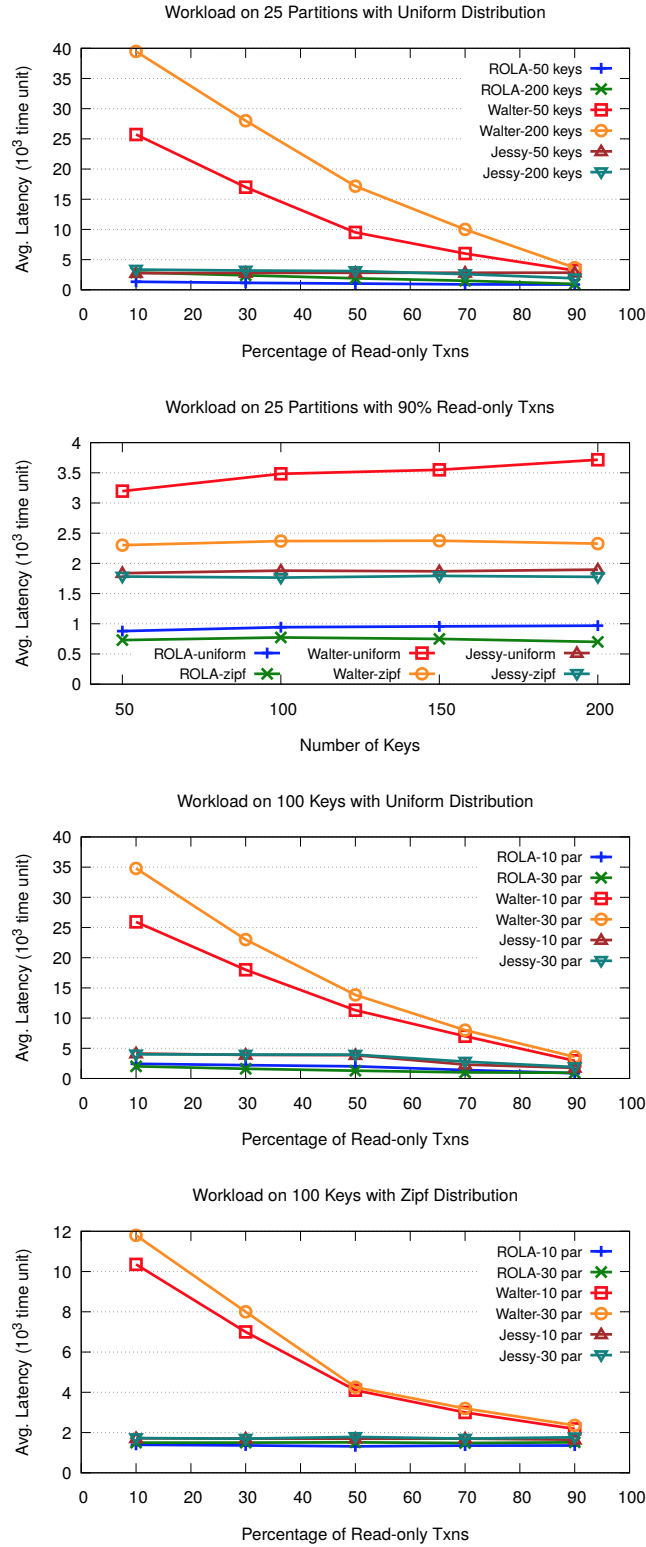 Workload on 25 Partitions with Uniform Distribution
Avg. Latency (10³ time unit)
40
35
30
25
20
15
10
5
0
ROLA-50 keys
ROLA-200 keys
Walter-50 keys
Walter-200 keys
Jessy-50 keys
Jessy-200 keys
0 10 20 30 40 50 60 70 80 90 100
Percentage of Read-only Txns
Workload on 25 Partitions with 90% Read-only Txns
Avg. Latency (10³ time unit)
4
3.5
3
2.5
2
1.5
1
0.5
0
ROLA-uniform Walter-uniform Jessy-uniform
ROLA-zipf Walter-zipf Jessy-zipf
50 100 150 200
Number of Keys
Workload on 100 Keys with Uniform Distribution
Avg. Latency (10³ time unit)
40
35
30
25
20
15
10
5
0
ROLA-10 par
ROLA-30 par
Walter-10 par
Walter-30 par
Jessy-10 par
Jessy-30 par
0 10 20 30 40 50 60 70 80 90 100
Percentage of Read-only Txns
Workload on 100 Keys with Zipf Distribution
Avg. Latency (10³ time unit)
12
10
8
6
4
2
0
ROLA-10 par
ROLA-30 par
Walter-10 par
Walter-30 par
Jessy-10 par
Jessy-30 par
0 10 20 30 40 50 60 70 80 90 100
Percentage of Read-only Txns